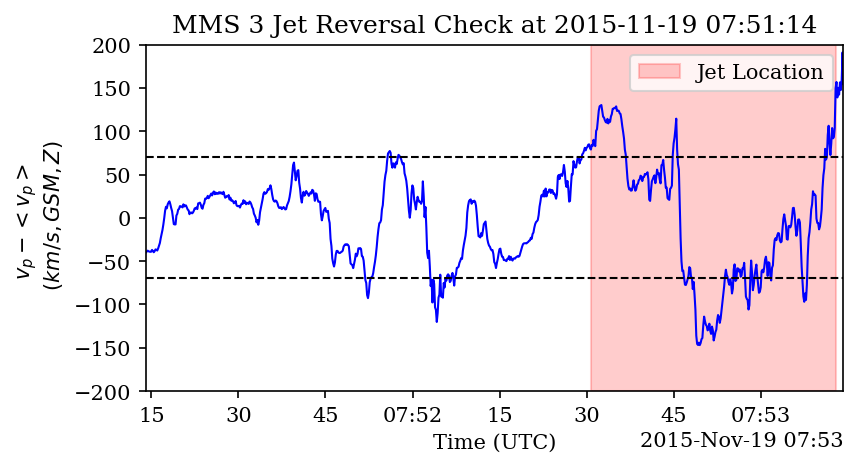 MMS 3 Jet Reversal Check at 2015-11-19 07:51:14
v_p − < v_p >
(km/s, GSM, Z)
200
150
100
50
0
−50
−100
−150
−200
Jet Location
15 30 45 07:52 15 30 45 07:53
Time (UTC)
2015-Nov-19 07:53